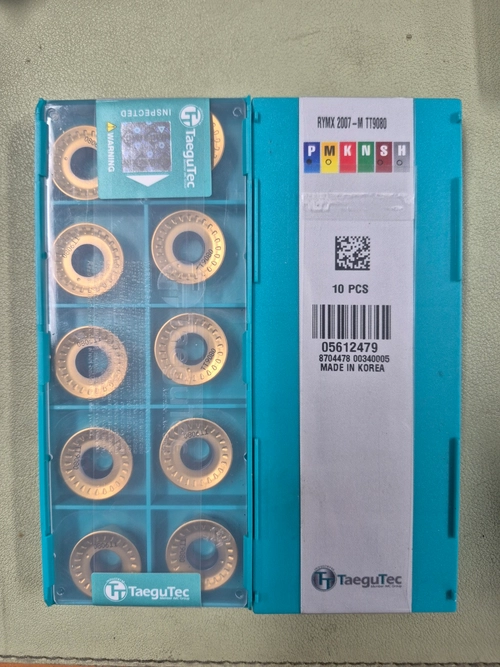 TaeguTec
INSPECTED
WARNING
TaeguTec
RYMX 2007-M TT9080
P M K N S H
10 PCS
05612479
8704478 00340005
MADE IN KOREA
TaeguTec